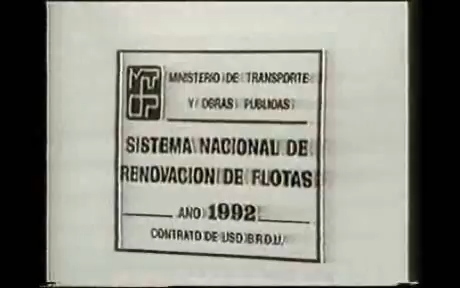 MTOP
MINISTERIO DE TRANSPORTE
Y OBRAS PUBLICAS
SISTEMA NACIONAL DE
RENOVACION DE FLOTAS
AÑO 1992
CONTRATO DE USO B.R.O.U.